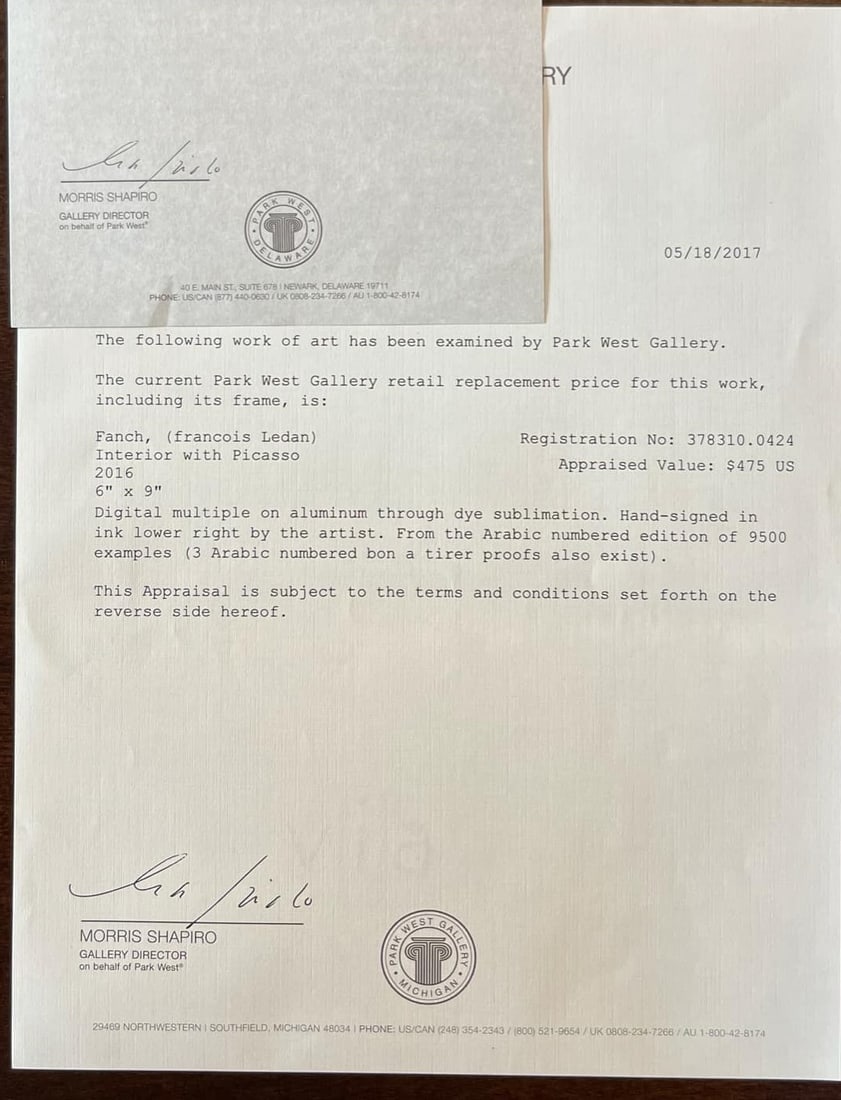 RY
MORRIS SHAPIRO
GALLERY DIRECTOR
on behalf of Park West®
PARK WEST
DELAWARE
40 E. MAIN ST., SUITE 678 | NEWARK, DELAWARE 19711
PHONE: US/CAN (877) 440-0630 / UK 0808-234-7266 / AU 1-800-42-8174
05/18/2017
The following work of art has been examined by Park West Gallery.
The current Park West Gallery retail replacement price for this work,
including its frame, is:
Fanch, (francois Ledan)
Interior with Picasso
2016
6" x 9"
Registration No: 378310.0424
Appraised Value: $475 US
Digital multiple on aluminum through dye sublimation. Hand-signed in
ink lower right by the artist. From the Arabic numbered edition of 9500
examples (3 Arabic numbered bon a tirer proofs also exist).
This Appraisal is subject to the terms and conditions set forth on the
reverse side hereof.
MORRIS SHAPIRO
GALLERY DIRECTOR
on behalf of Park West®
PARK WEST GALLERY
MICHIGAN
29469 NORTHWESTERN | SOUTHFIELD, MICHIGAN 48034 | PHONE: US/CAN (248) 354-2343 / (800) 521-9654 / UK 0808-234-7266 / AU 1-800-42-8174